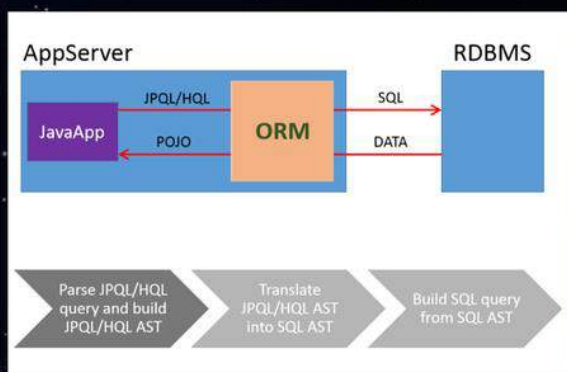 AppServer
RDBMS
JPQL/HQL
SQL
JavaApp
ORM
POJO
DATA
Parse JPQL/HQL
query and build
JPQL/HQL AST
Translate
JPQL/HQL AST
into SQL AST
Build SQL query
from SQL AST